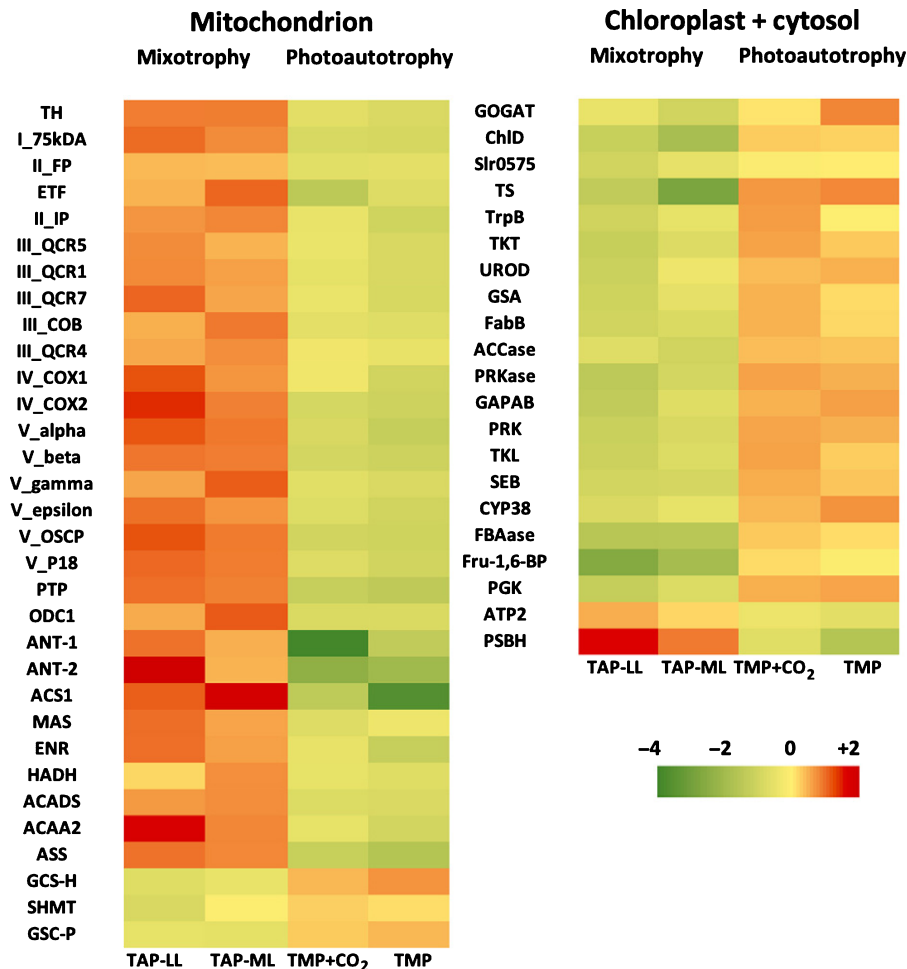 Mitochondrion
Mixotrophy Photoautotrophy
TH
I_75kDA
II_FP
ETF
II_IP
III_QCR5
III_QCR1
III_QCR7
III_COB
III_QCR4
IV_COX1
IV_COX2
V_alpha
V_beta
V_gamma
V_epsilon
V_OSCP
V_P18
PTP
ODC1
ANT-1
ANT-2
ACS1
MAS
ENR
HADH
ACADS
ACAA2
ASS
GCS-H
SHMT
GSC-P
TAP-LL TAP-ML TMP+CO₂ TMP
Chloroplast + cytosol
Mixotrophy Photoautotrophy
GOGAT
ChlD
Slr0575
TS
TrpB
TKT
UROD
GSA
FabB
ACCase
PRKase
GAPAB
PRK
TKL
SEB
CYP38
FBAase
Fru-1,6-BP
PGK
ATP2
PSBH
TAP-LL TAP-ML TMP+CO₂ TMP
−4 −2 0 +2